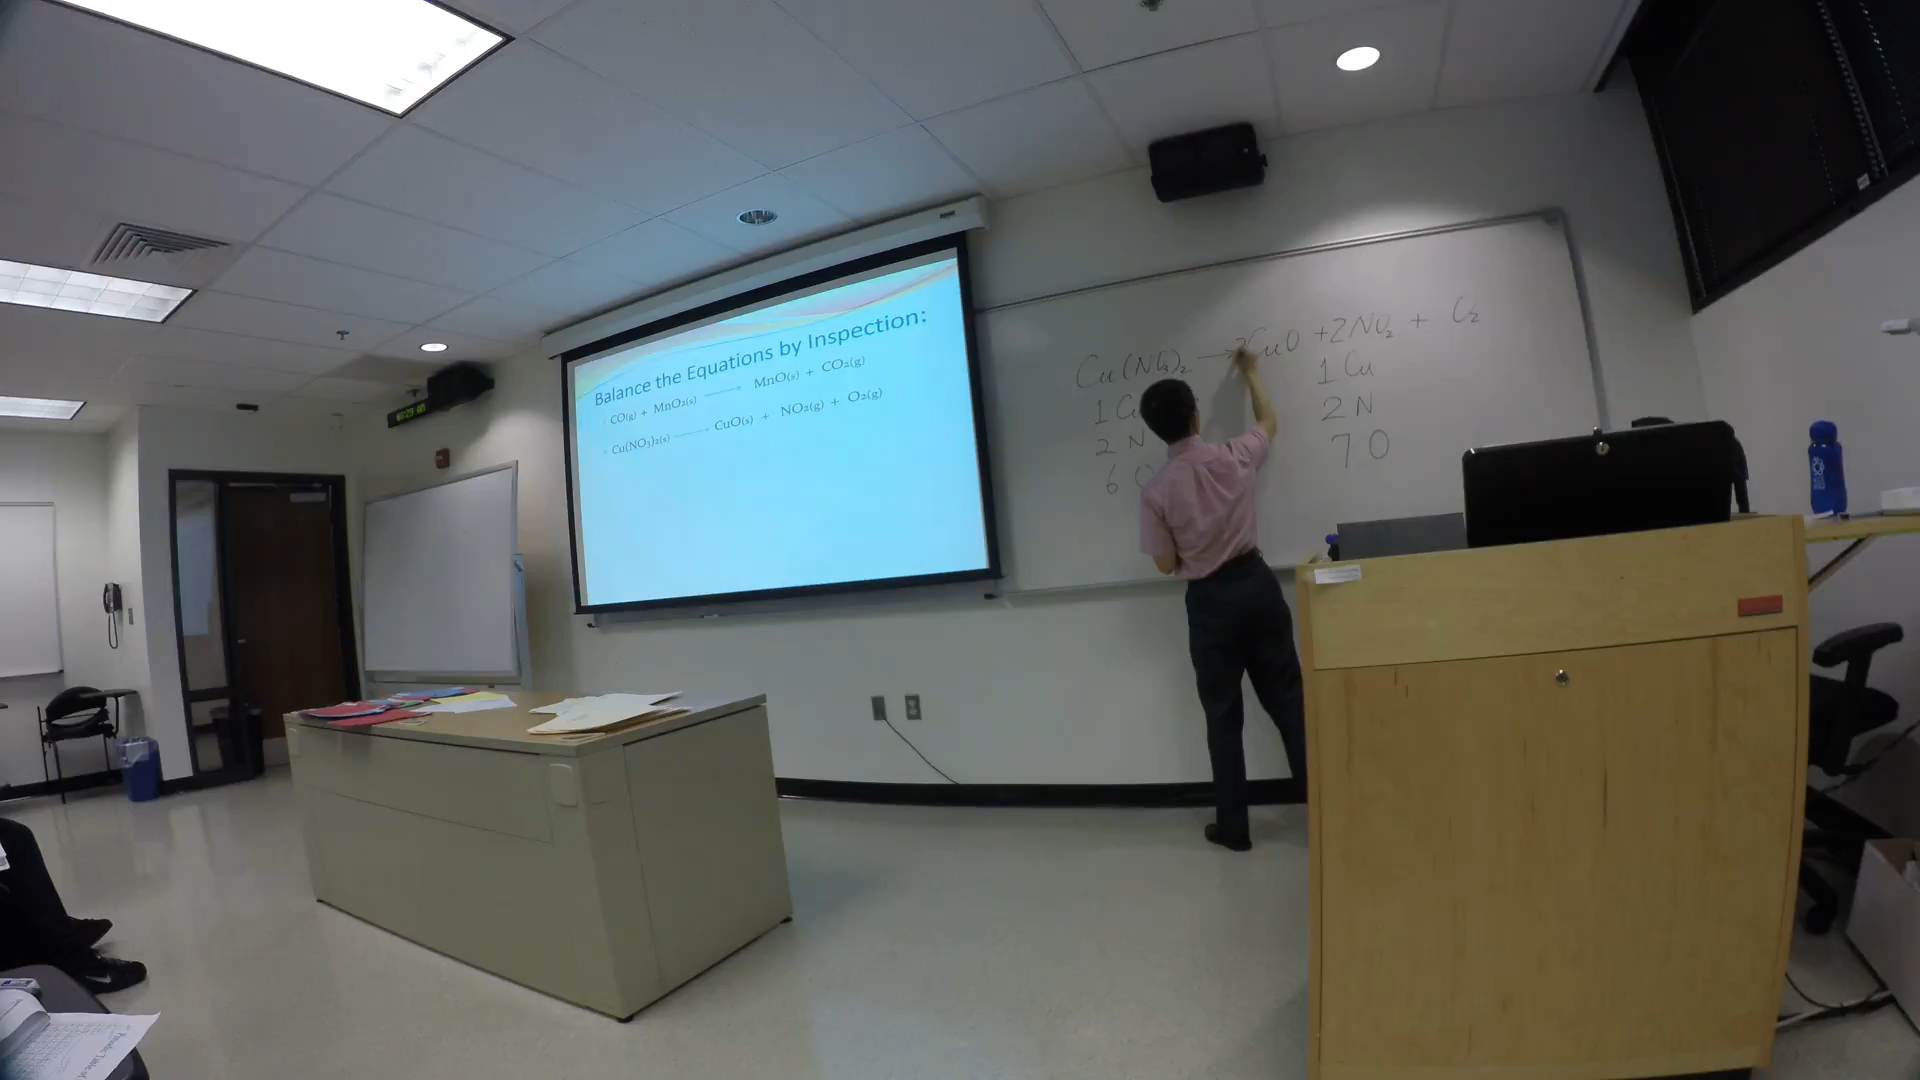 Balance the Equations by Inspection:
CO(g) + MnO2(s) → MnO(s) + CO2(g)
Cu(NO3)2(s) → CuO(s) + NO2(g) + O2(g)
Cu(NO3)2 → 2CuO + 2NO2 + O2
1 Cu 1 Cu
2 N 2 N
6 O 7 O